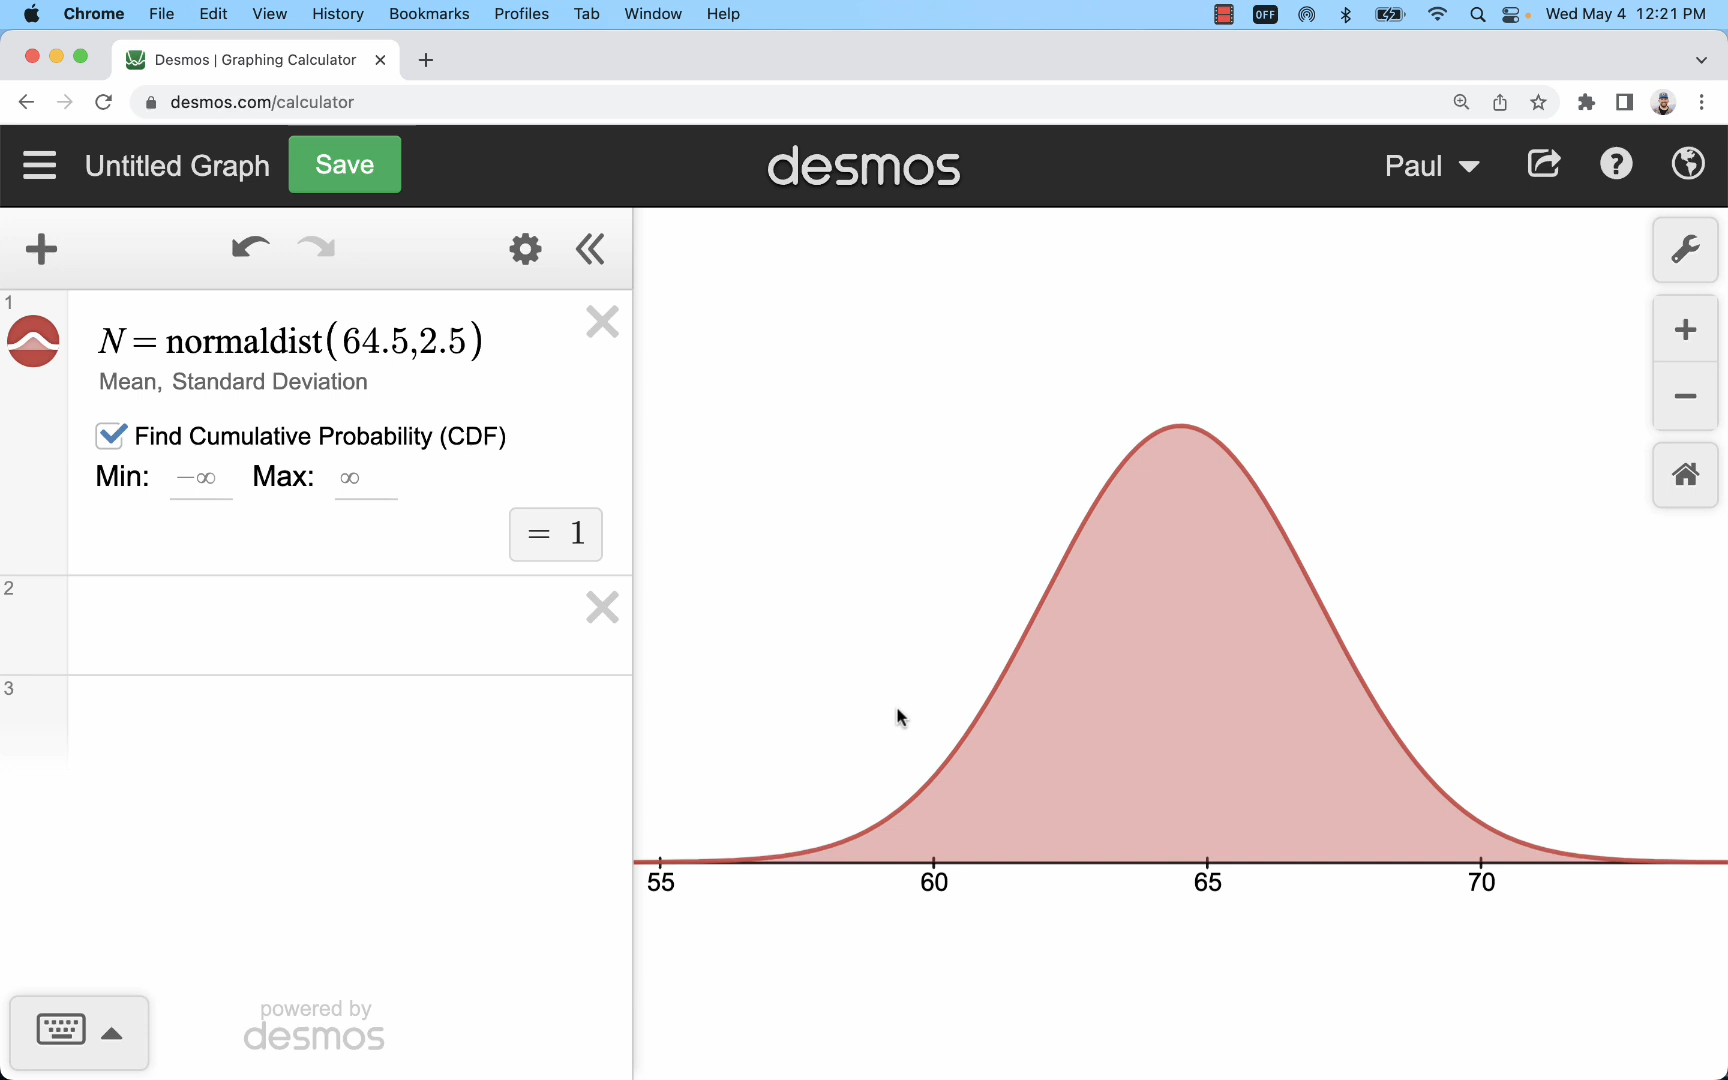 Chrome File Edit View History Bookmarks Profiles Tab Window Help OFF Wed May 4 12:21 PM
Desmos | Graphing Calculator
desmos.com/calculator
Untitled Graph Save desmos Paul
1
N = normaldist(64.5,2.5)
Mean, Standard Deviation
Find Cumulative Probability (CDF)
Min: −∞ Max: ∞
= 1
2
3
55 60 65 70
powered by
desmos